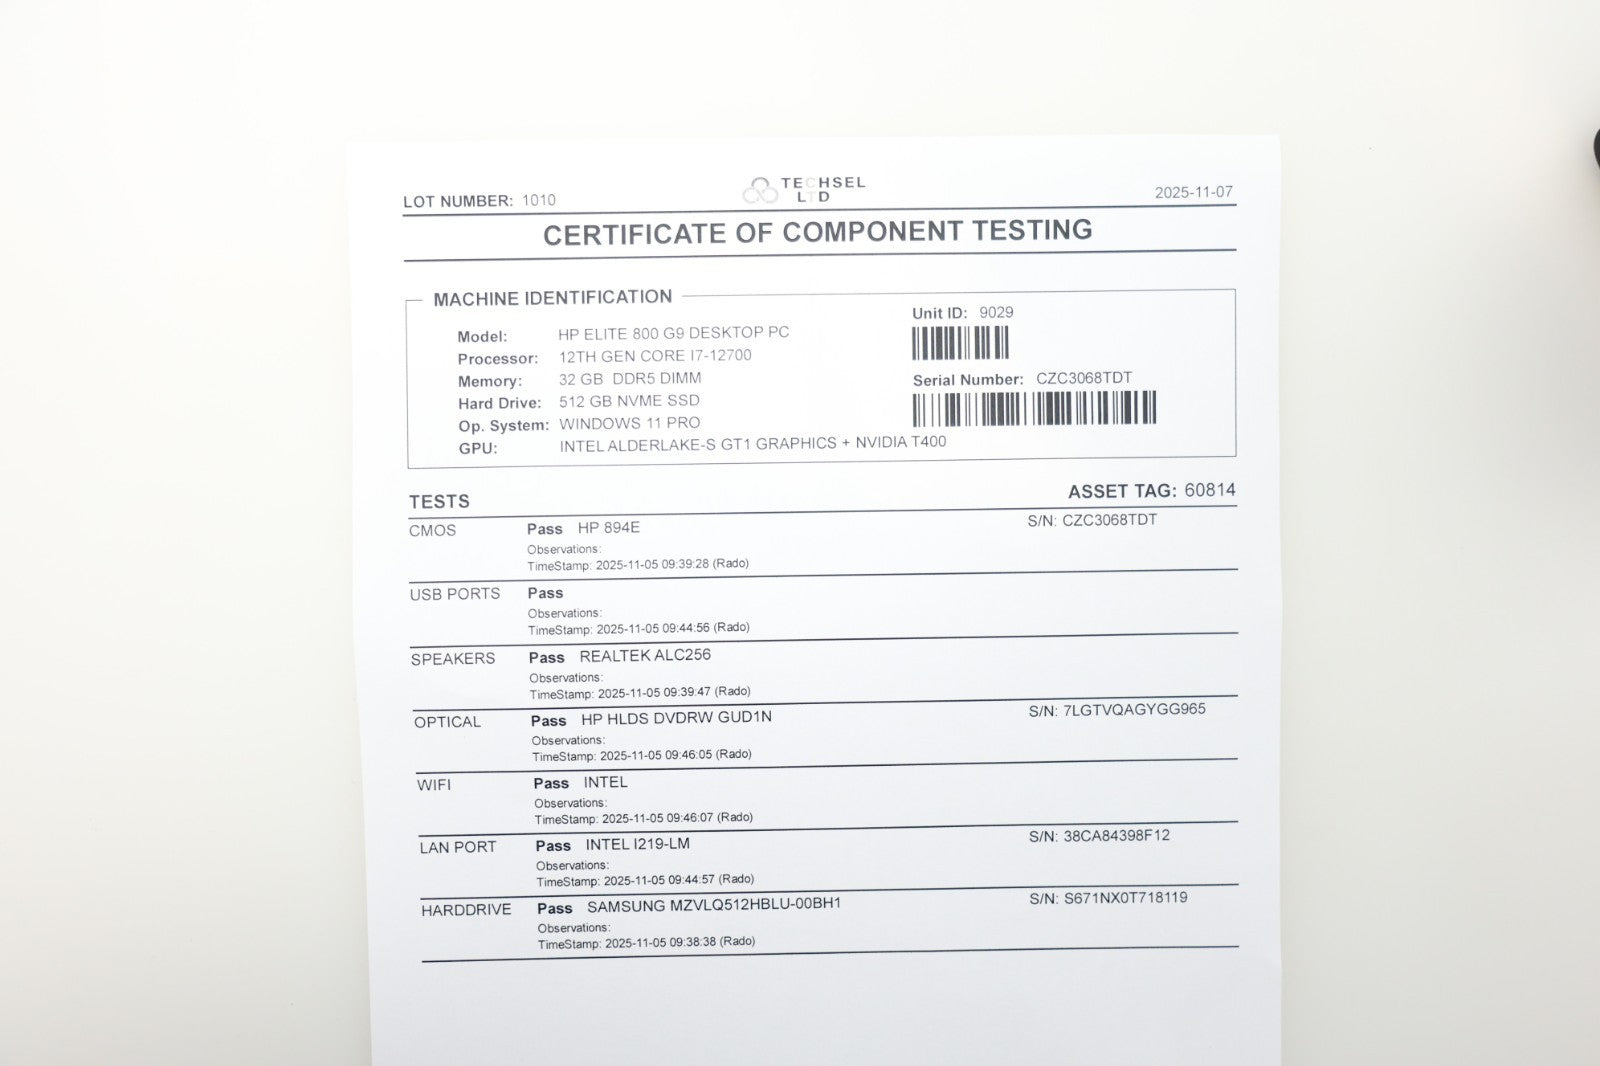 LOT NUMBER: 1010
TECHSEL
LTD
2025-11-07
CERTIFICATE OF COMPONENT TESTING
MACHINE IDENTIFICATION
Model: HP ELITE 800 G9 DESKTOP PC
Processor: 12TH GEN CORE I7-12700
Memory: 32 GB DDR5 DIMM
Hard Drive: 512 GB NVME SSD
Op. System: WINDOWS 11 PRO
GPU: INTEL ALDERLAKE-S GT1 GRAPHICS + NVIDIA T400
Unit ID: 9029
Serial Number: CZC3068TDT
TESTS
ASSET TAG: 60814
CMOS Pass HP 894E S/N: CZC3068TDT
Observations:
TimeStamp: 2025-11-05 09:39:28 (Rado)
USB PORTS Pass
Observations:
TimeStamp: 2025-11-05 09:44:56 (Rado)
SPEAKERS Pass REALTEK ALC256
Observations:
TimeStamp: 2025-11-05 09:39:47 (Rado)
OPTICAL Pass HP HLDS DVDRW GUD1N S/N: 7LGTVQAGYGG965
Observations:
TimeStamp: 2025-11-05 09:46:05 (Rado)
WIFI Pass INTEL
Observations:
TimeStamp: 2025-11-05 09:46:07 (Rado)
LAN PORT Pass INTEL I219-LM S/N: 38CA84398F12
Observations:
TimeStamp: 2025-11-05 09:44:57 (Rado)
HARDDRIVE Pass SAMSUNG MZVLQ512HBLU-00BH1 S/N: S671NX0T718119
Observations:
TimeStamp: 2025-11-05 09:38:38 (Rado)